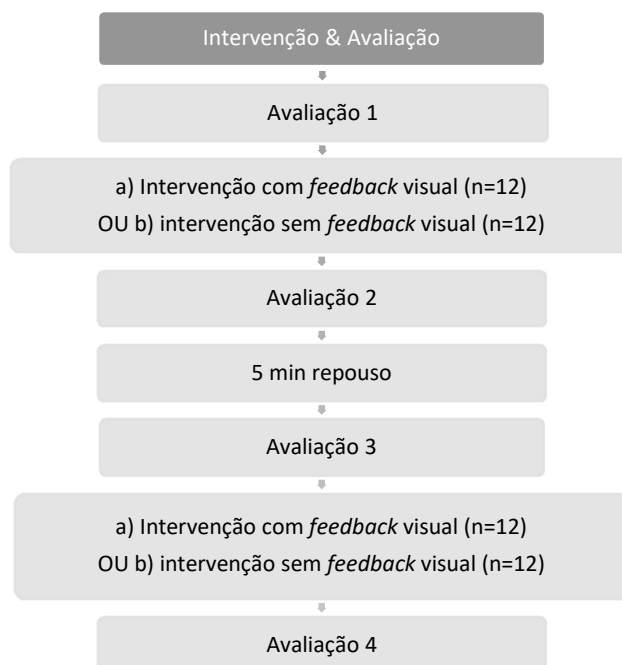 Intervenção & Avaliação
Avaliação 1
a) Intervenção com feedback visual (n=12)
OU b) intervenção sem feedback visual (n=12)
Avaliação 2
5 min repouso
Avaliação 3
a) Intervenção com feedback visual (n=12)
OU b) intervenção sem feedback visual (n=12)
Avaliação 4